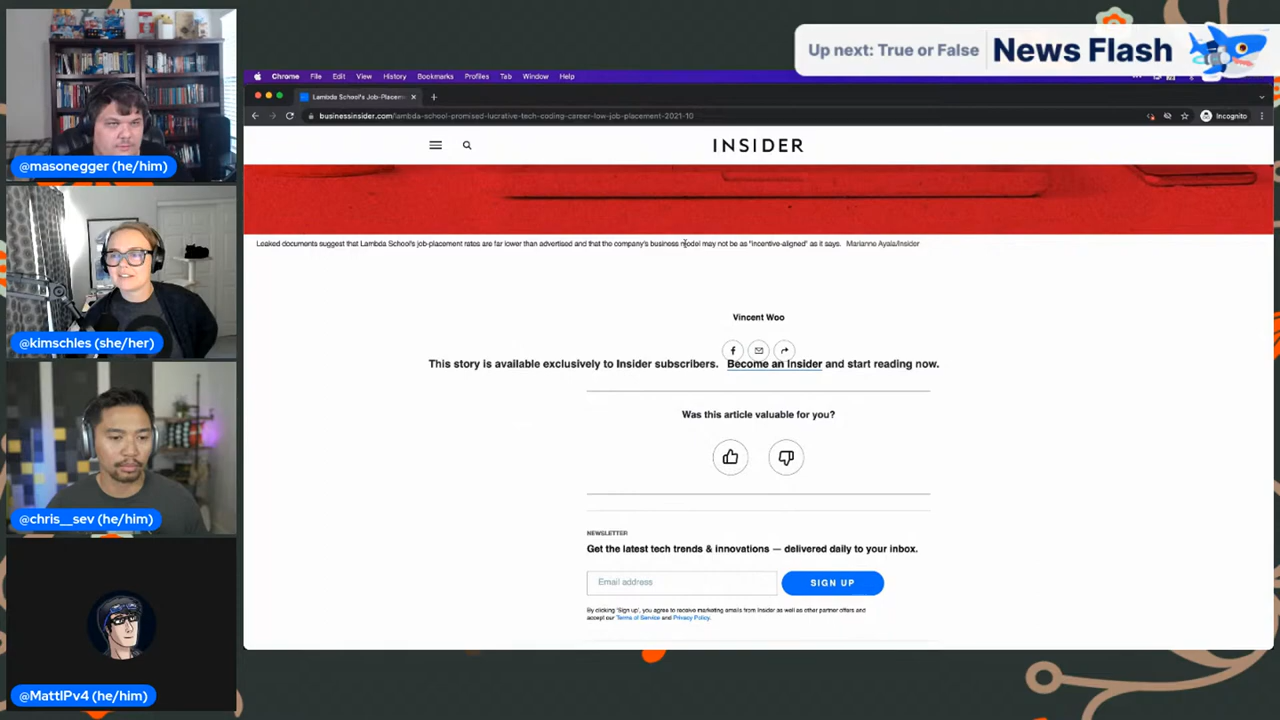 Up next: True or False
News Flash
Chrome File Edit View History Bookmarks Profiles Tab Window Help
Lambda School's Job-Placem
businessinsider.com/lambda-school-promised-lucrative-tech-coding-career-low-job-placement-2021-10
Incognito
INSIDER
Leaked documents suggest that Lambda School's job-placement rates are far lower than advertised and that the company's business model may not be as "incentive-aligned" as it says. Marianne Ayala/Insider
Vincent Woo
This story is available exclusively to Insider subscribers. Become an Insider and start reading now.
Was this article valuable for you?
NEWSLETTER
Get the latest tech trends & innovations — delivered daily to your inbox.
Email address
SIGN UP
By clicking 'Sign up', you agree to receive marketing emails from Insider as well as other partner offers and
accept our Terms of Service and Privacy Policy.
@masonegger (he/him)
@kimschles (she/her)
@chris__sev (he/him)
@MattIPv4 (he/him)